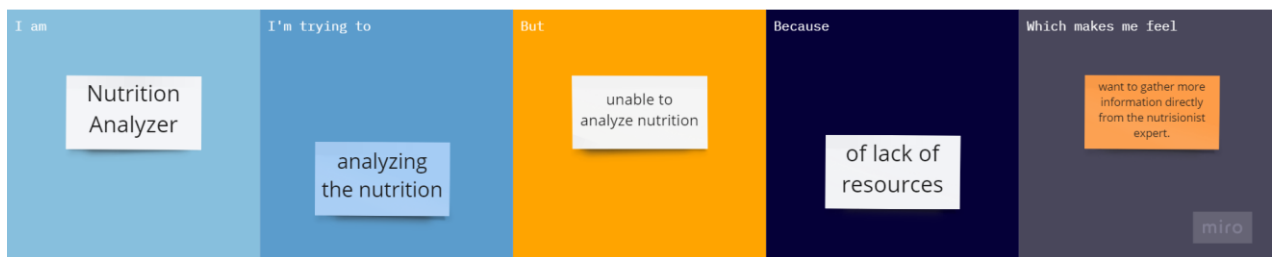 I am
Nutrition
Analyzer
I'm trying to
analyzing
the nutrition
But
unable to
analyze nutrition
Because
of lack of
resources
Which makes me feel
want to gather more
information directly
from the nutrisionist
expert.
miro